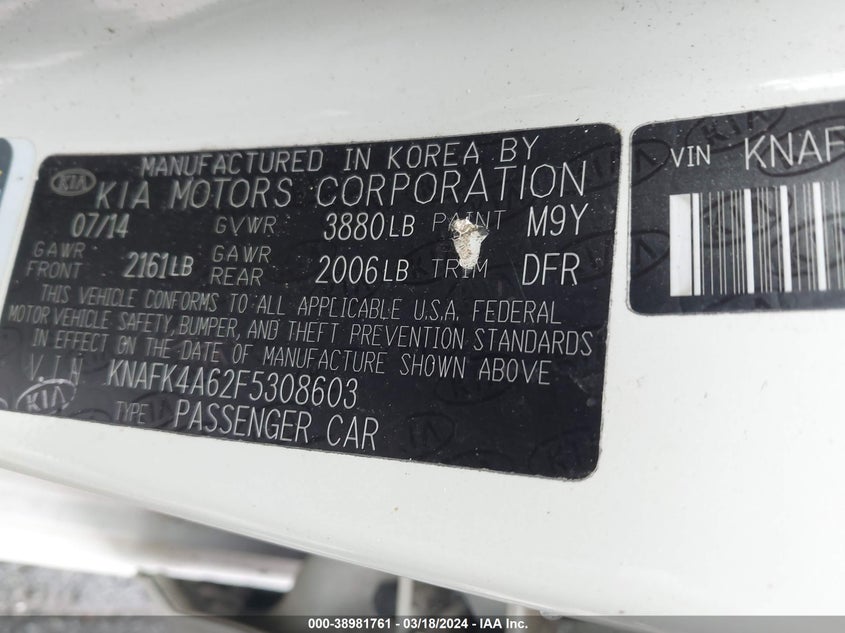 MANUFACTURED IN KOREA BY
KIA KIA MOTORS CORPORATION
07/14 GVWR 3880LB PAINT M9Y
GAWR FRONT 2161LB GAWR REAR 2006LB TRIM DFR
THIS VEHICLE CONFORMS TO ALL APPLICABLE U.S.A. FEDERAL
MOTOR VEHICLE SAFETY, BUMPER, AND THEFT PREVENTION STANDARDS
IN EFFECT ON THE DATE OF MANUFACTURE SHOWN ABOVE
VIN KNAFK4A62F5308603
TYPE PASSENGER CAR
VIN KNAF
000-38981761 — 03/18/2024 — IAA Inc.